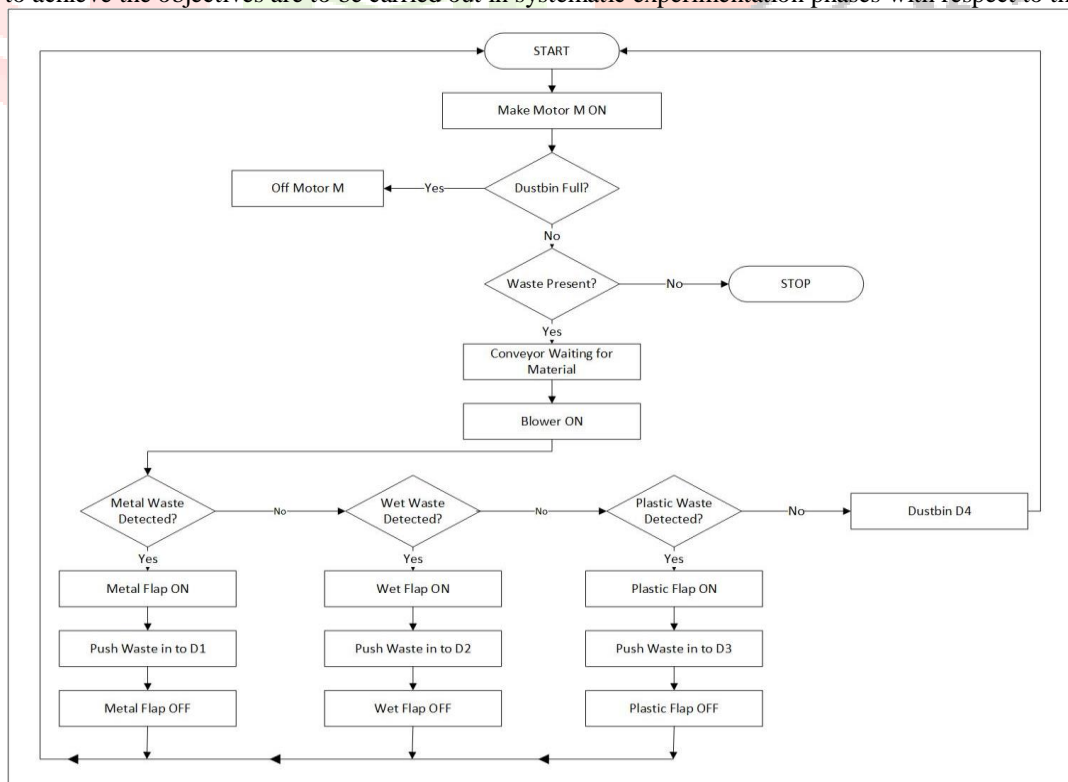 to achieve the objectives are to be carried out in systematic experimentation phases with respect to th
START
Make Motor M ON
Off Motor M
Yes
Dustbin Full?
No
Waste Present?
No
STOP
Yes
Conveyor Waiting for
Material
Blower ON
Metal Waste
Detected?
No
Wet Waste
Detected?
No
Plastic Waste
Detected?
No
Dustbin D4
Yes
Yes
Yes
Metal Flap ON
Wet Flap ON
Plastic Flap ON
Push Waste in to D1
Push Waste in to D2
Push Waste in to D3
Metal Flap OFF
Wet Flap OFF
Plastic Flap OFF